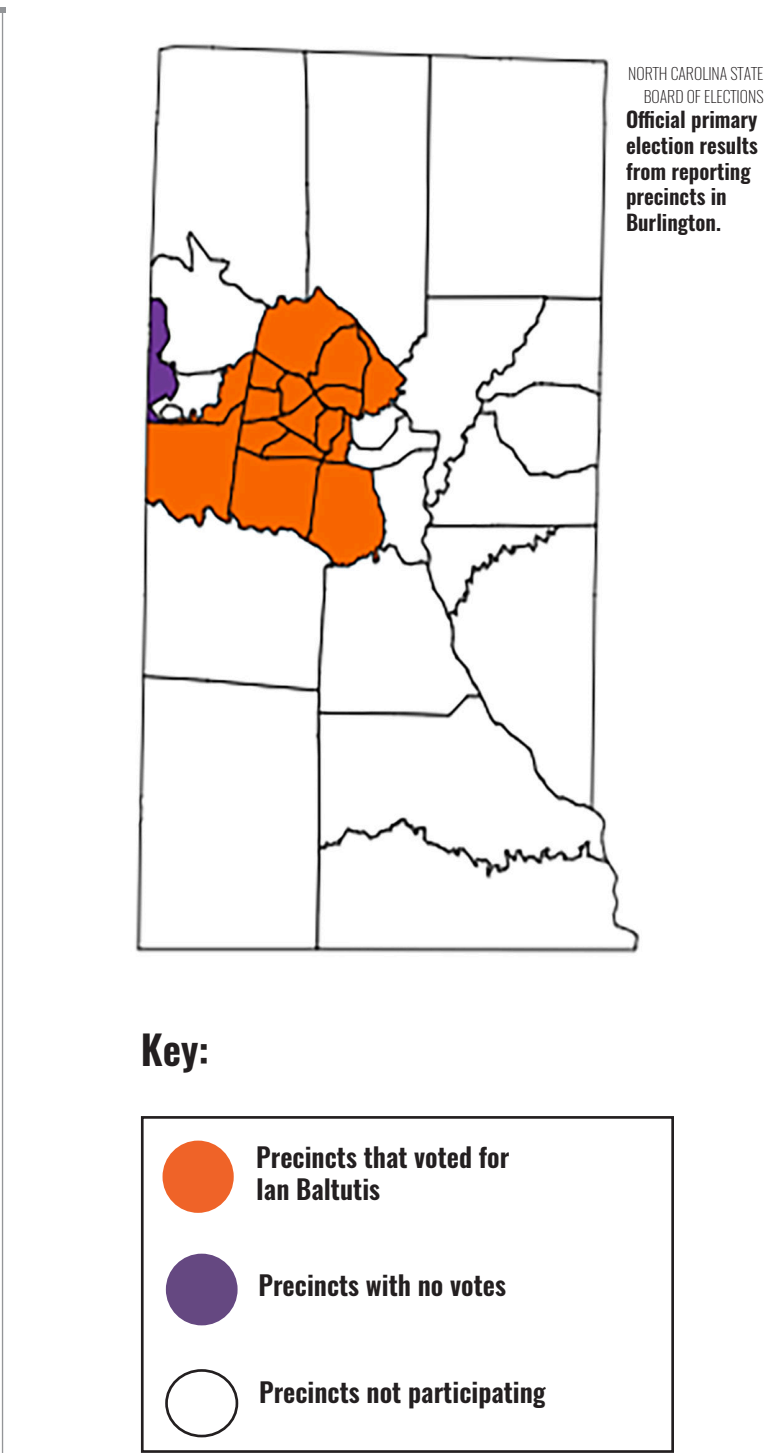 NORTH CAROLINA STATE
BOARD OF ELECTIONS
Official primary
election results
from reporting
precincts in
Burlington.
Key:
Precincts that voted for
Ian Baltutis
Precincts with no votes
Precincts not participating